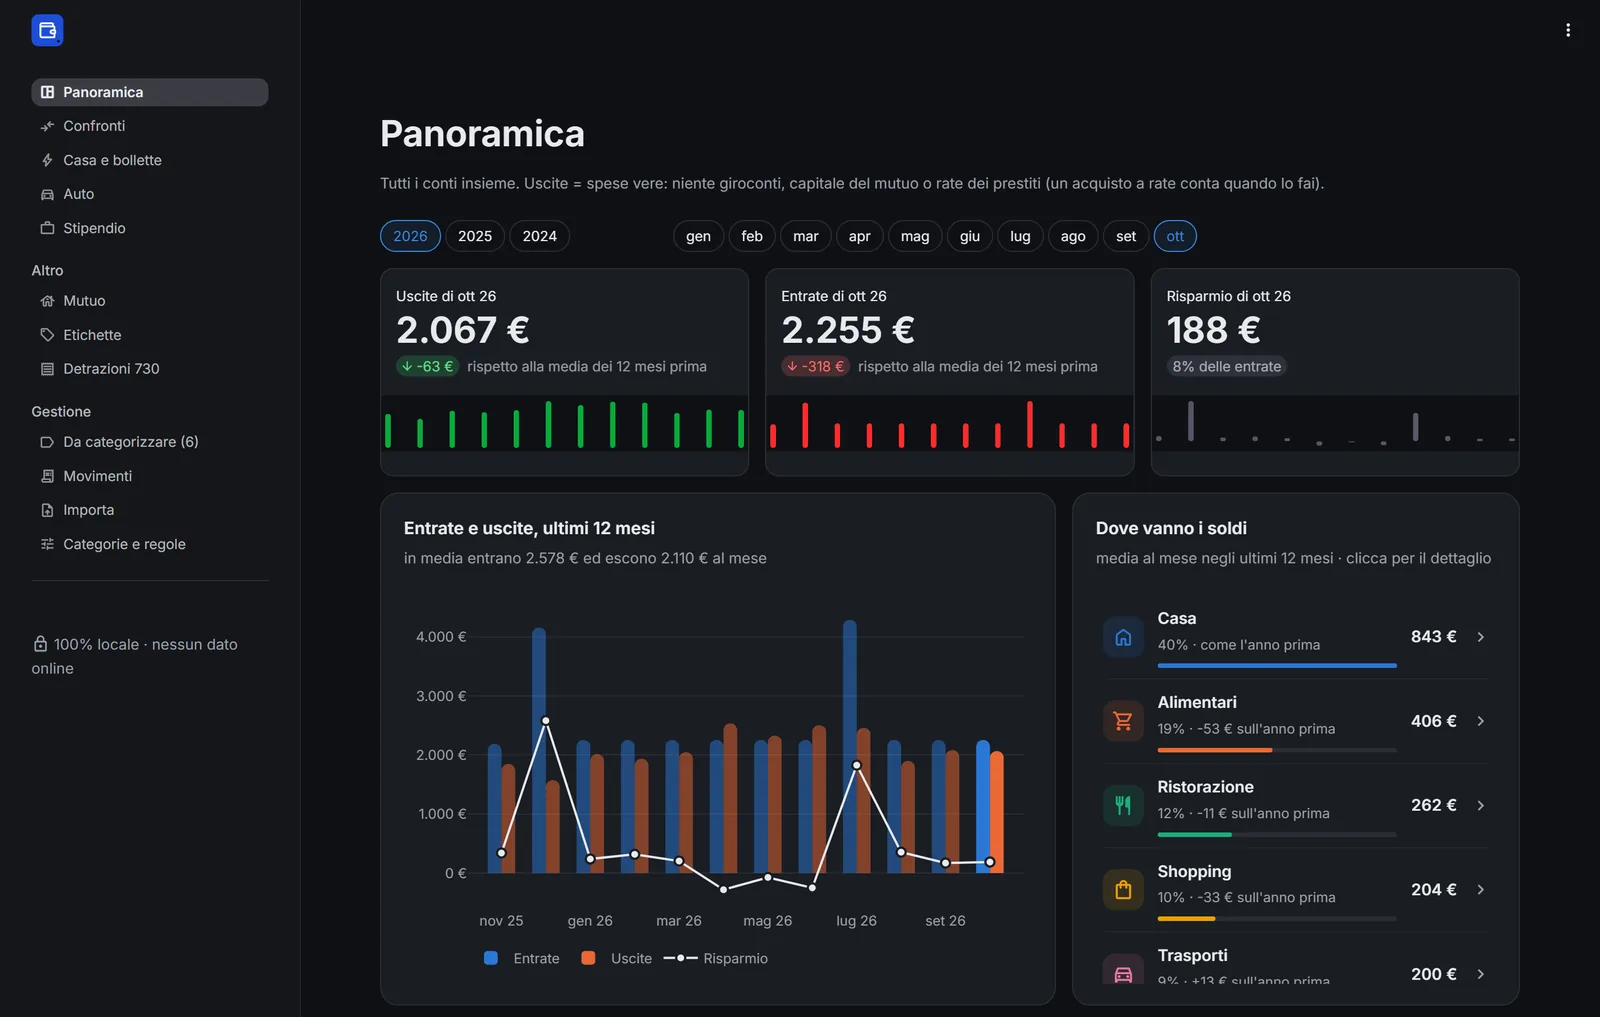 Panoramica
Confronti
Casa e bollette
Auto
Stipendio
Altro
Mutuo
Etichette
Detrazioni 730
Gestione
Da categorizzare (6)
Movimenti
Importa
Categorie e regole
100% locale · nessun dato
online
Panoramica
Tutti i conti insieme. Uscite = spese vere: niente giroconti, capitale del mutuo o rate dei prestiti (un acquisto a rate conta quando lo fai).
2026 2025 2024 gen feb mar apr mag giu lug ago set ott
Uscite di ott 26
2.067 €
↓ -63 € rispetto alla media dei 12 mesi prima
Entrate di ott 26
2.255 €
↓ -318 € rispetto alla media dei 12 mesi prima
Risparmio di ott 26
188 €
8% delle entrate
Entrate e uscite, ultimi 12 mesi
in media entrano 2.578 € ed escono 2.110 € al mese
4.000 €
3.000 €
2.000 €
1.000 €
0 €
nov 25 gen 26 mar 26 mag 26 lug 26 set 26
Entrate Uscite Risparmio
Dove vanno i soldi
media al mese negli ultimi 12 mesi · clicca per il dettaglio
Casa
40% · come l'anno prima
843 €
Alimentari
19% · -53 € sull'anno prima
406 €
Ristorazione
12% · -11 € sull'anno prima
262 €
Shopping
10% · -33 € sull'anno prima
204 €
Trasporti
9% · +13 € sull'anno prima
200 €